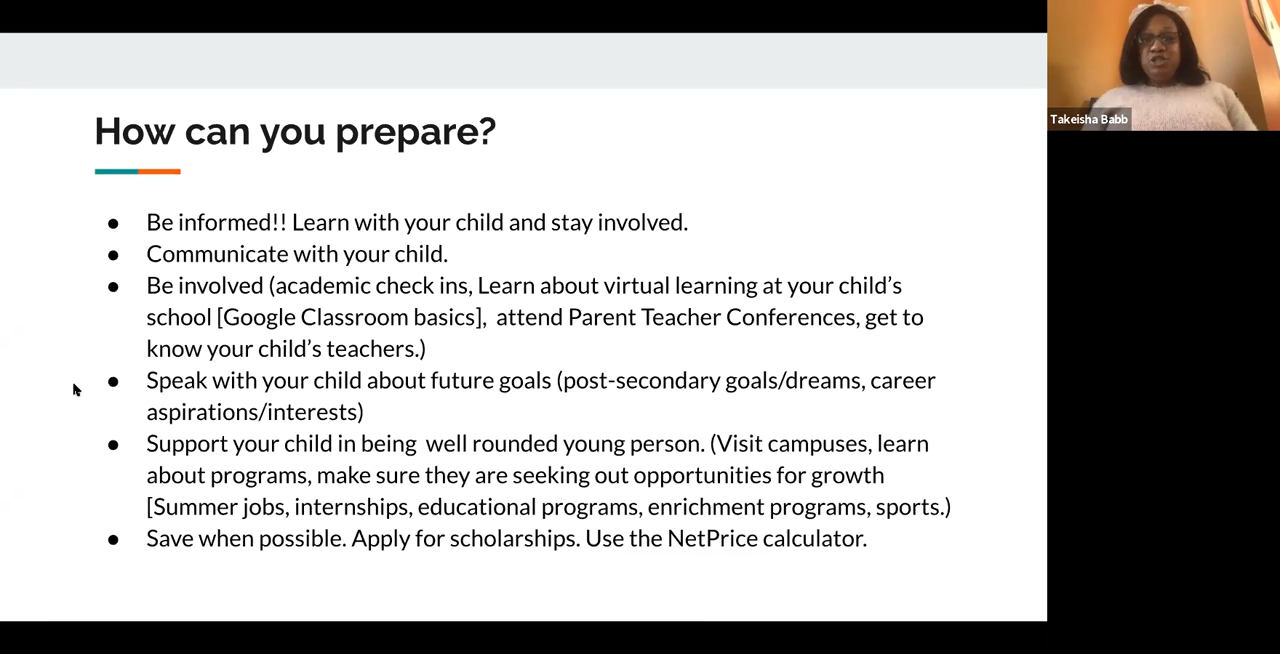 How can you prepare?
● Be informed!! Learn with your child and stay involved.
● Communicate with your child.
● Be involved (academic check ins, Learn about virtual learning at your child’s
school [Google Classroom basics],  attend Parent Teacher Conferences, get to
know your child’s teachers.)
● Speak with your child about future goals (post-secondary goals/dreams, career
aspirations/interests)
● Support your child in being  well rounded young person. (Visit campuses, learn
about programs, make sure they are seeking out opportunities for growth
[Summer jobs, internships, educational programs, enrichment programs, sports.)
● Save when possible. Apply for scholarships. Use the NetPrice calculator.
Takeisha Babb